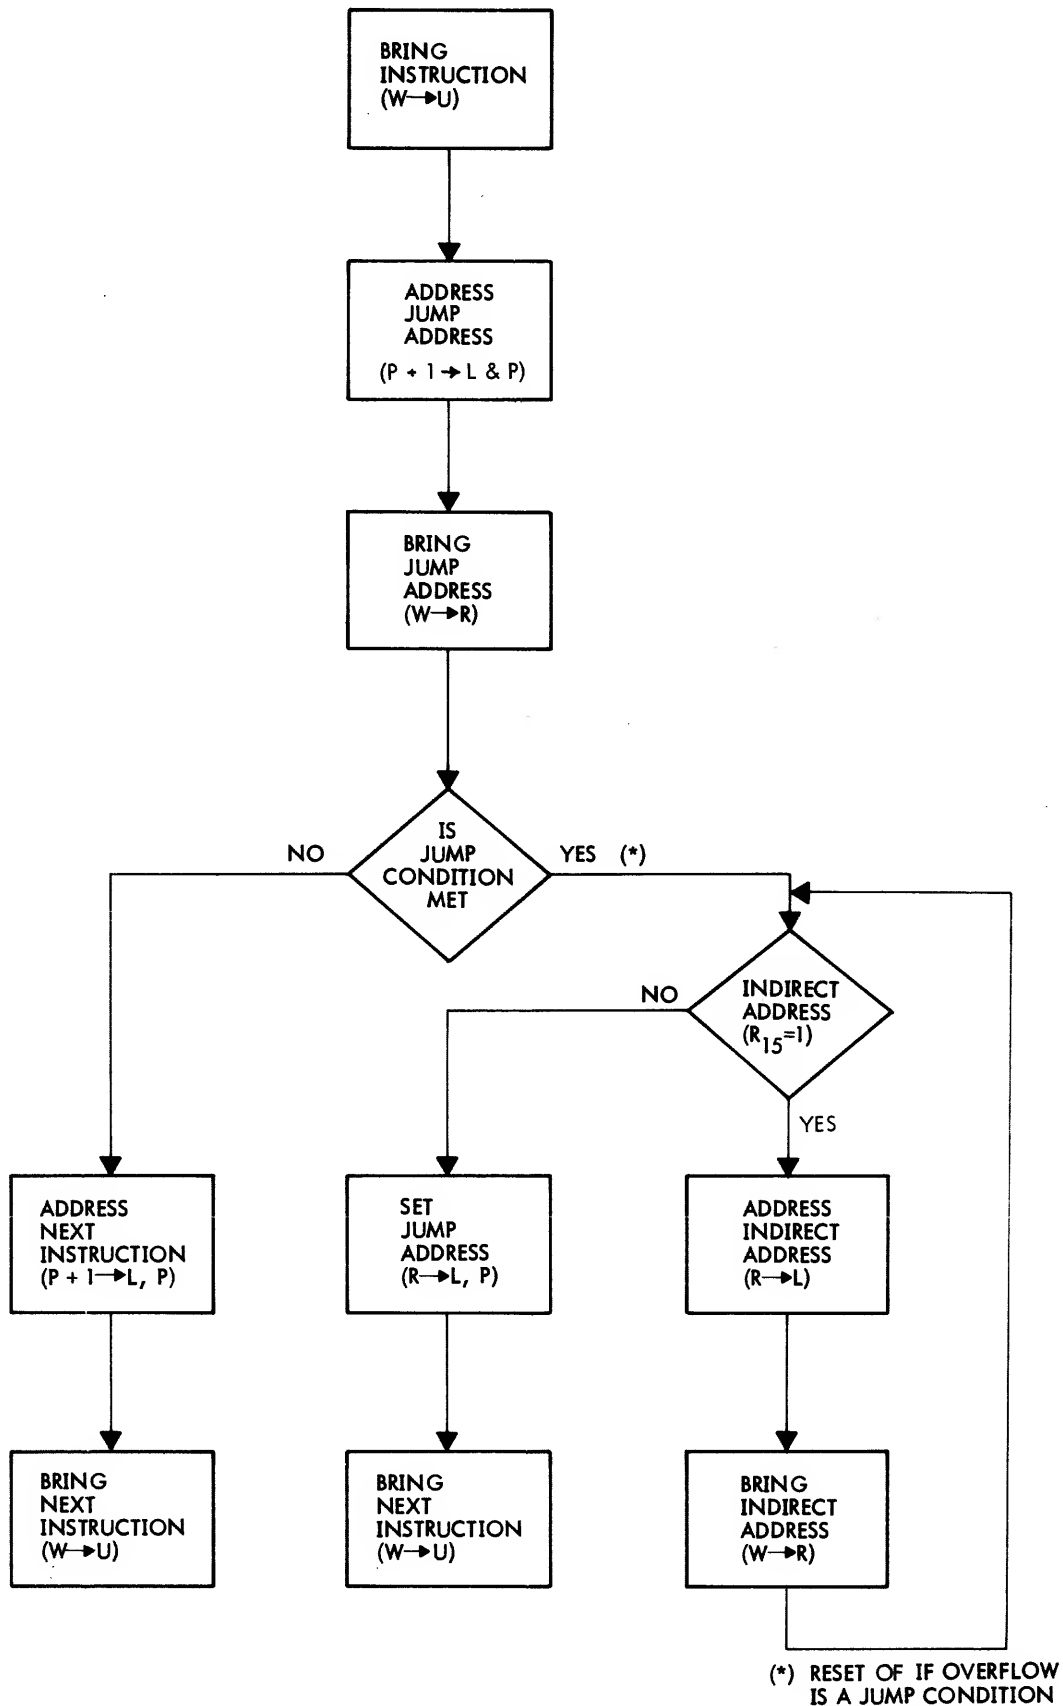 BRING
INSTRUCTION
(W→U)
ADDRESS
JUMP
ADDRESS
(P + 1→L & P)
BRING
JUMP
ADDRESS
(W→R)
IS
JUMP
CONDITION
MET
NO
YES (*)
INDIRECT
ADDRESS
(R15=1)
NO
YES
ADDRESS
NEXT
INSTRUCTION
(P + 1→L, P)
SET
JUMP
ADDRESS
(R→L, P)
ADDRESS
INDIRECT
ADDRESS
(R→L)
BRING
NEXT
INSTRUCTION
(W→U)
BRING
NEXT
INSTRUCTION
(W→U)
BRING
INDIRECT
ADDRESS
(W→R)
(*) RESET OF IF OVERFLOW
IS A JUMP CONDITION